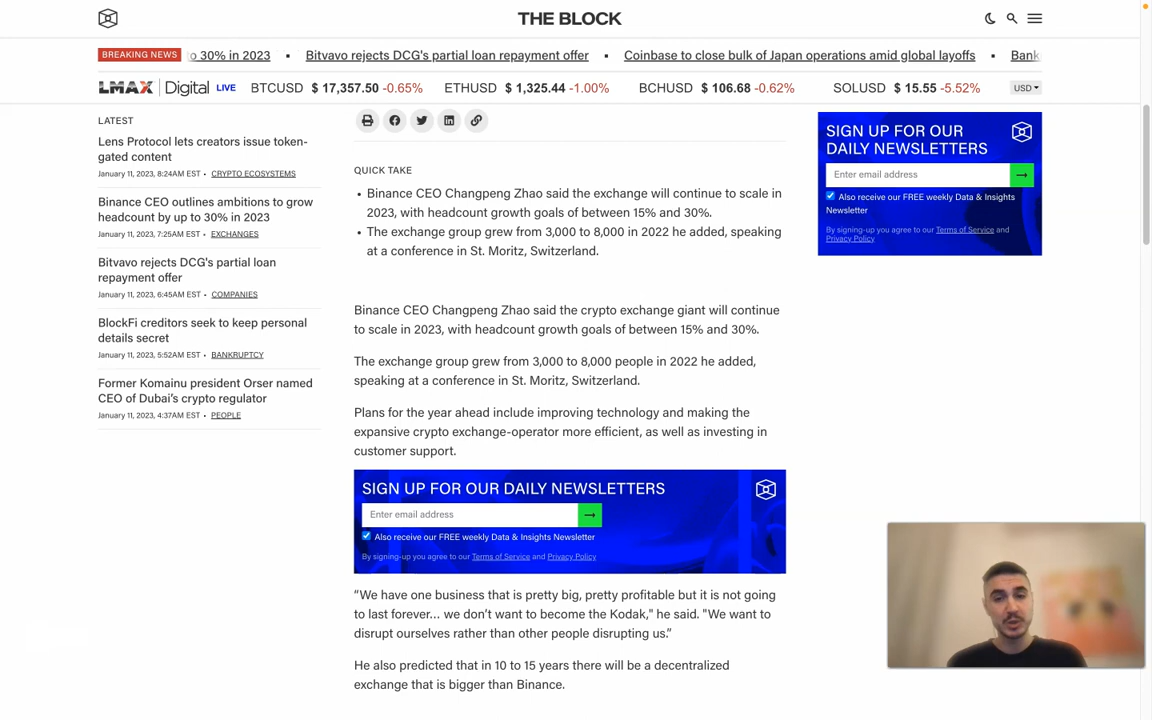 THE BLOCK
BREAKING NEWS
o 30% in 2023 ▪ Bitvavo rejects DCG's partial loan repayment offer ▪ Coinbase to close bulk of Japan operations amid global layoffs ▪ Bank
LMAX Digital LIVE BTCUSD $ 17,357.50 -0.65% ETHUSD $ 1,325.44 -1.00% BCHUSD $ 106.68 -0.62% SOLUSD $ 15.55 -5.52% USD
LATEST
Lens Protocol lets creators issue token-
gated content
January 11, 2023, 8:24AM EST • CRYPTO ECOSYSTEMS
Binance CEO outlines ambitions to grow
headcount by up to 30% in 2023
January 11, 2023, 7:25AM EST • EXCHANGES
Bitvavo rejects DCG's partial loan
repayment offer
January 11, 2023, 6:45AM EST • COMPANIES
BlockFi creditors seek to keep personal
details secret
January 11, 2023, 5:52AM EST • BANKRUPTCY
Former Komainu president Orser named
CEO of Dubai's crypto regulator
January 11, 2023, 4:37AM EST • PEOPLE
QUICK TAKE
• Binance CEO Changpeng Zhao said the exchange will continue to scale in
2023, with headcount growth goals of between 15% and 30%.
• The exchange group grew from 3,000 to 8,000 in 2022 he added, speaking
at a conference in St. Moritz, Switzerland.
Binance CEO Changpeng Zhao said the crypto exchange giant will continue
to scale in 2023, with headcount growth goals of between 15% and 30%.
The exchange group grew from 3,000 to 8,000 people in 2022 he added,
speaking at a conference in St. Moritz, Switzerland.
Plans for the year ahead include improving technology and making the
expansive crypto exchange-operator more efficient, as well as investing in
customer support.
SIGN UP FOR OUR DAILY NEWSLETTERS
Enter email address →
Also receive our FREE weekly Data & Insights Newsletter
By signing-up you agree to our Terms of Service and Privacy Policy
“We have one business that is pretty big, pretty profitable but it is not going
to last forever… we don’t want to become the Kodak," he said. "We want to
disrupt ourselves rather than other people disrupting us.”
He also predicted that in 10 to 15 years there will be a decentralized
exchange that is bigger than Binance.
SIGN UP FOR OUR
DAILY NEWSLETTERS
Enter email address →
Also receive our FREE weekly Data & Insights
Newsletter
By signing-up you agree to our Terms of Service and
Privacy Policy